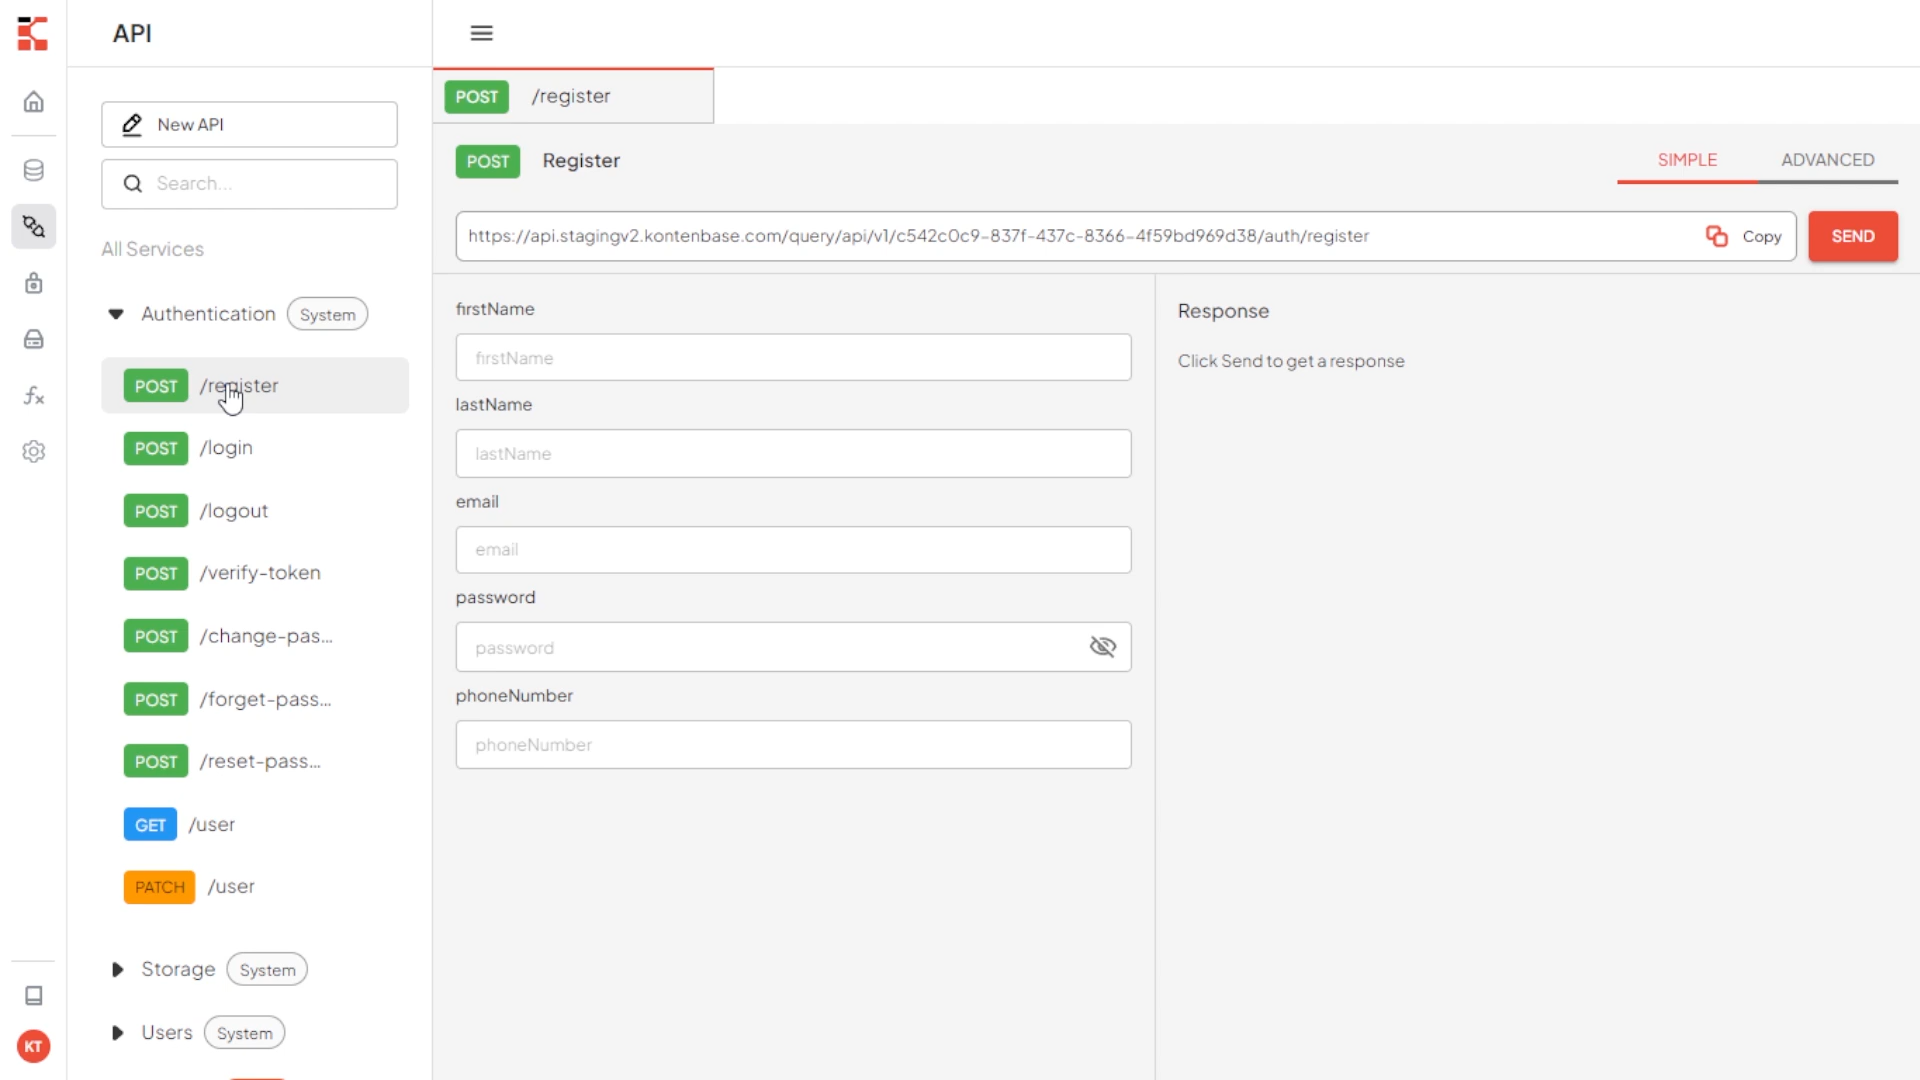 API
New API
Search...
All Services
Authentication System
POST /register
POST /login
POST /logout
POST /verify-token
POST /change-pas...
POST /forget-pass...
POST /reset-pass...
GET /user
PATCH /user
Storage System
Users System
KT
POST /register
POST Register
SIMPLE ADVANCED
https://api.stagingv2.kontenbase.com/query/api/v1/c542c0c9-837f-437c-8366-4f59bd969d38/auth/register Copy SEND
firstName
firstName
lastName
lastName
email
email
password
password
phoneNumber
phoneNumber
Response
Click Send to get a response